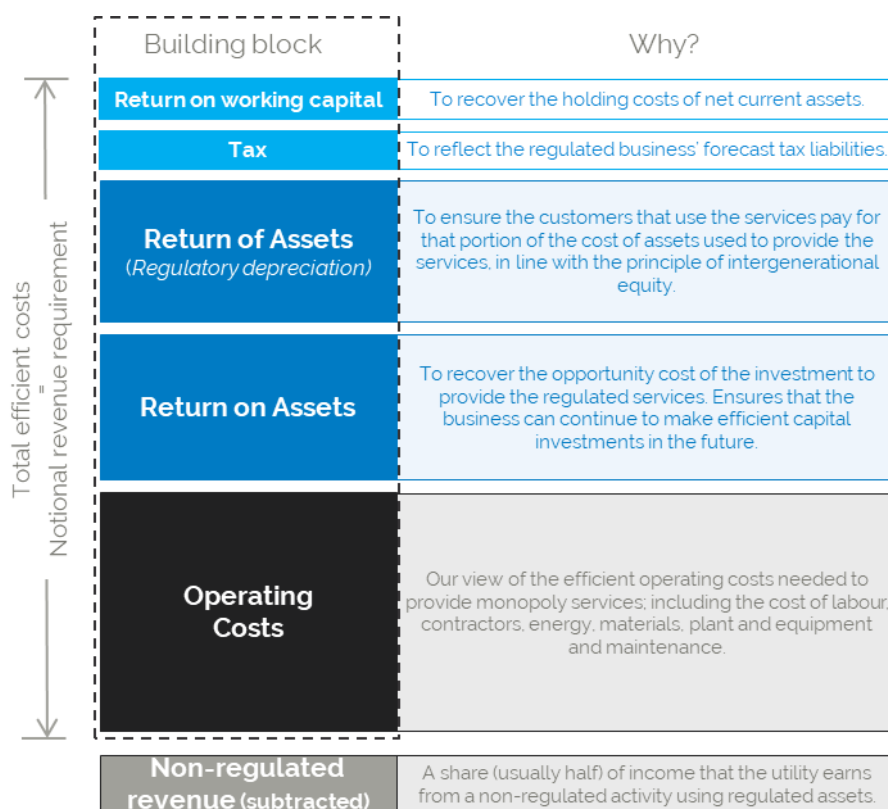 Building block
Why?
Total efficient costs
=
Notional revenue requirement
Return on working capital
To recover the holding costs of net current assets.
Tax
To reflect the regulated business’ forecast tax liabilities.
Return of Assets
(Regulatory depreciation)
To ensure the customers that use the services pay for
that portion of the cost of assets used to provide the
services, in line with the principle of intergenerational
equity.
Return on Assets
To recover the opportunity cost of the investment to
provide the regulated services. Ensures that the
business can continue to make efficient capital
investments in the future.
Operating
Costs
Our view of the efficient operating costs needed to
provide monopoly services; including the cost of labour,
contractors, energy, materials, plant and equipment
and maintenance.
Non-regulated
revenue (subtracted)
A share (usually half) of income that the utility earns
from a non-regulated activity using regulated assets.